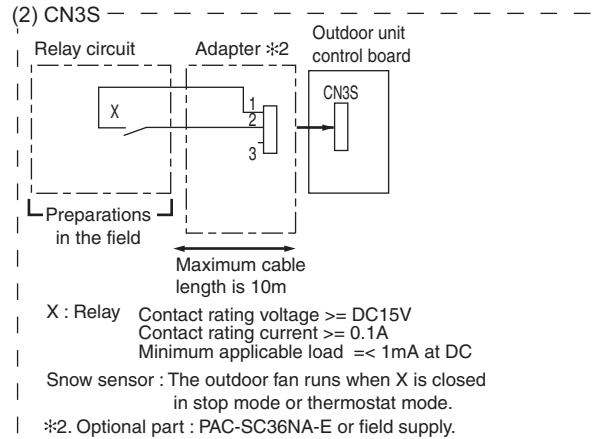 (2) CN3S
Relay circuit
Adapter ✻2
Outdoor unit
control board
CN3S
X
1
2
3
Preparations
in the field
Maximum cable
length is 10m
X : Relay Contact rating voltage >= DC15V
Contact rating current >= 0.1A
Minimum applicable load =< 1mA at DC
Snow sensor : The outdoor fan runs when X is closed
in stop mode or thermostat mode.
✻2. Optional part : PAC-SC36NA-E or field supply.